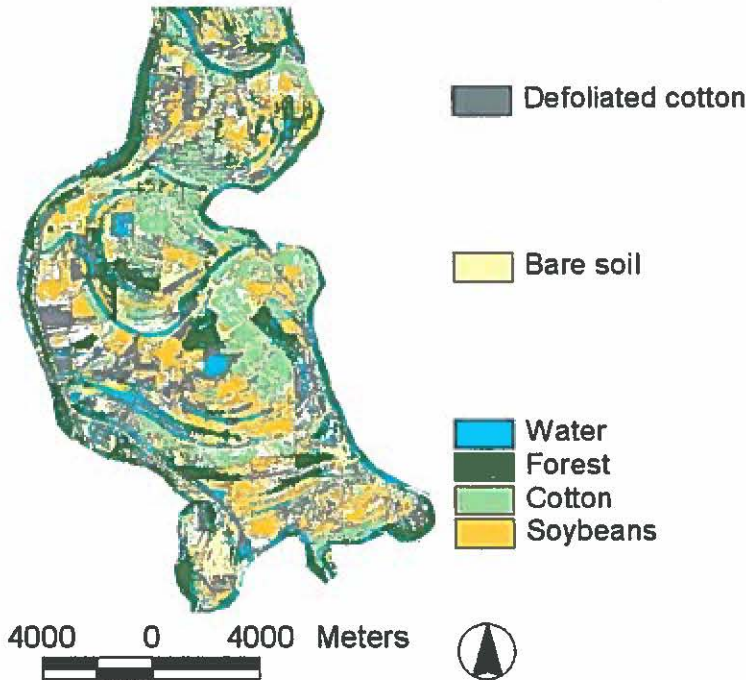 Defoliated cotton
Bare soil
Water
Forest
Cotton
Soybeans
4000 0 4000 Meters